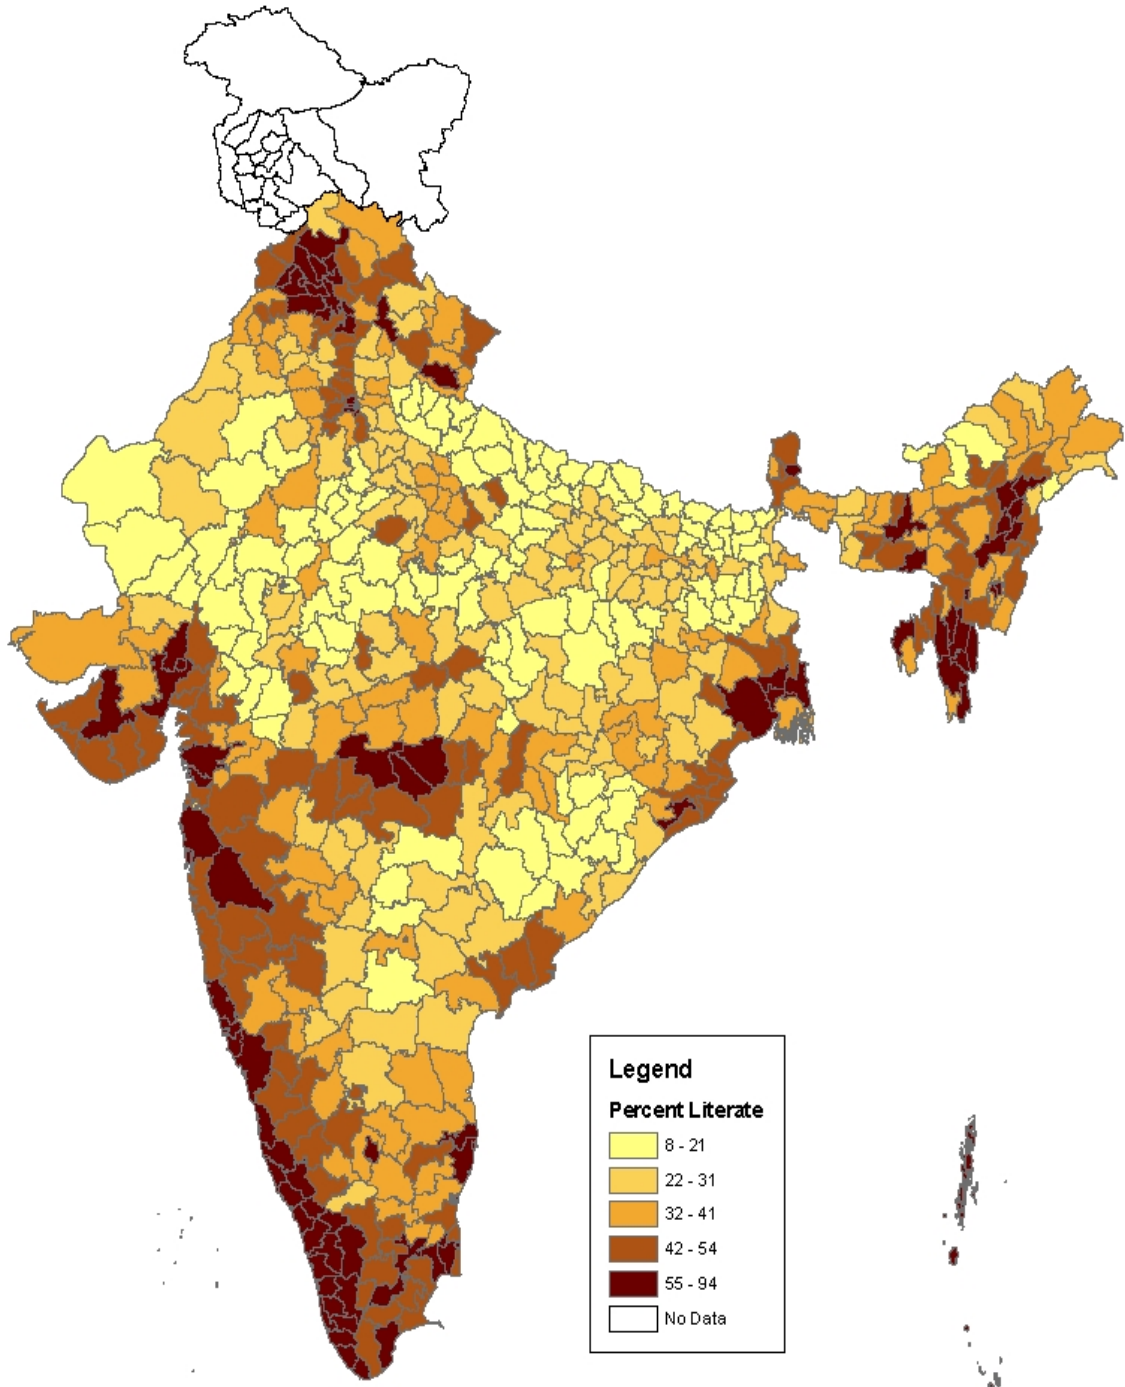 Legend
Percent Literate
8 - 21
22 - 31
32 - 41
42 - 54
55 - 94
No Data